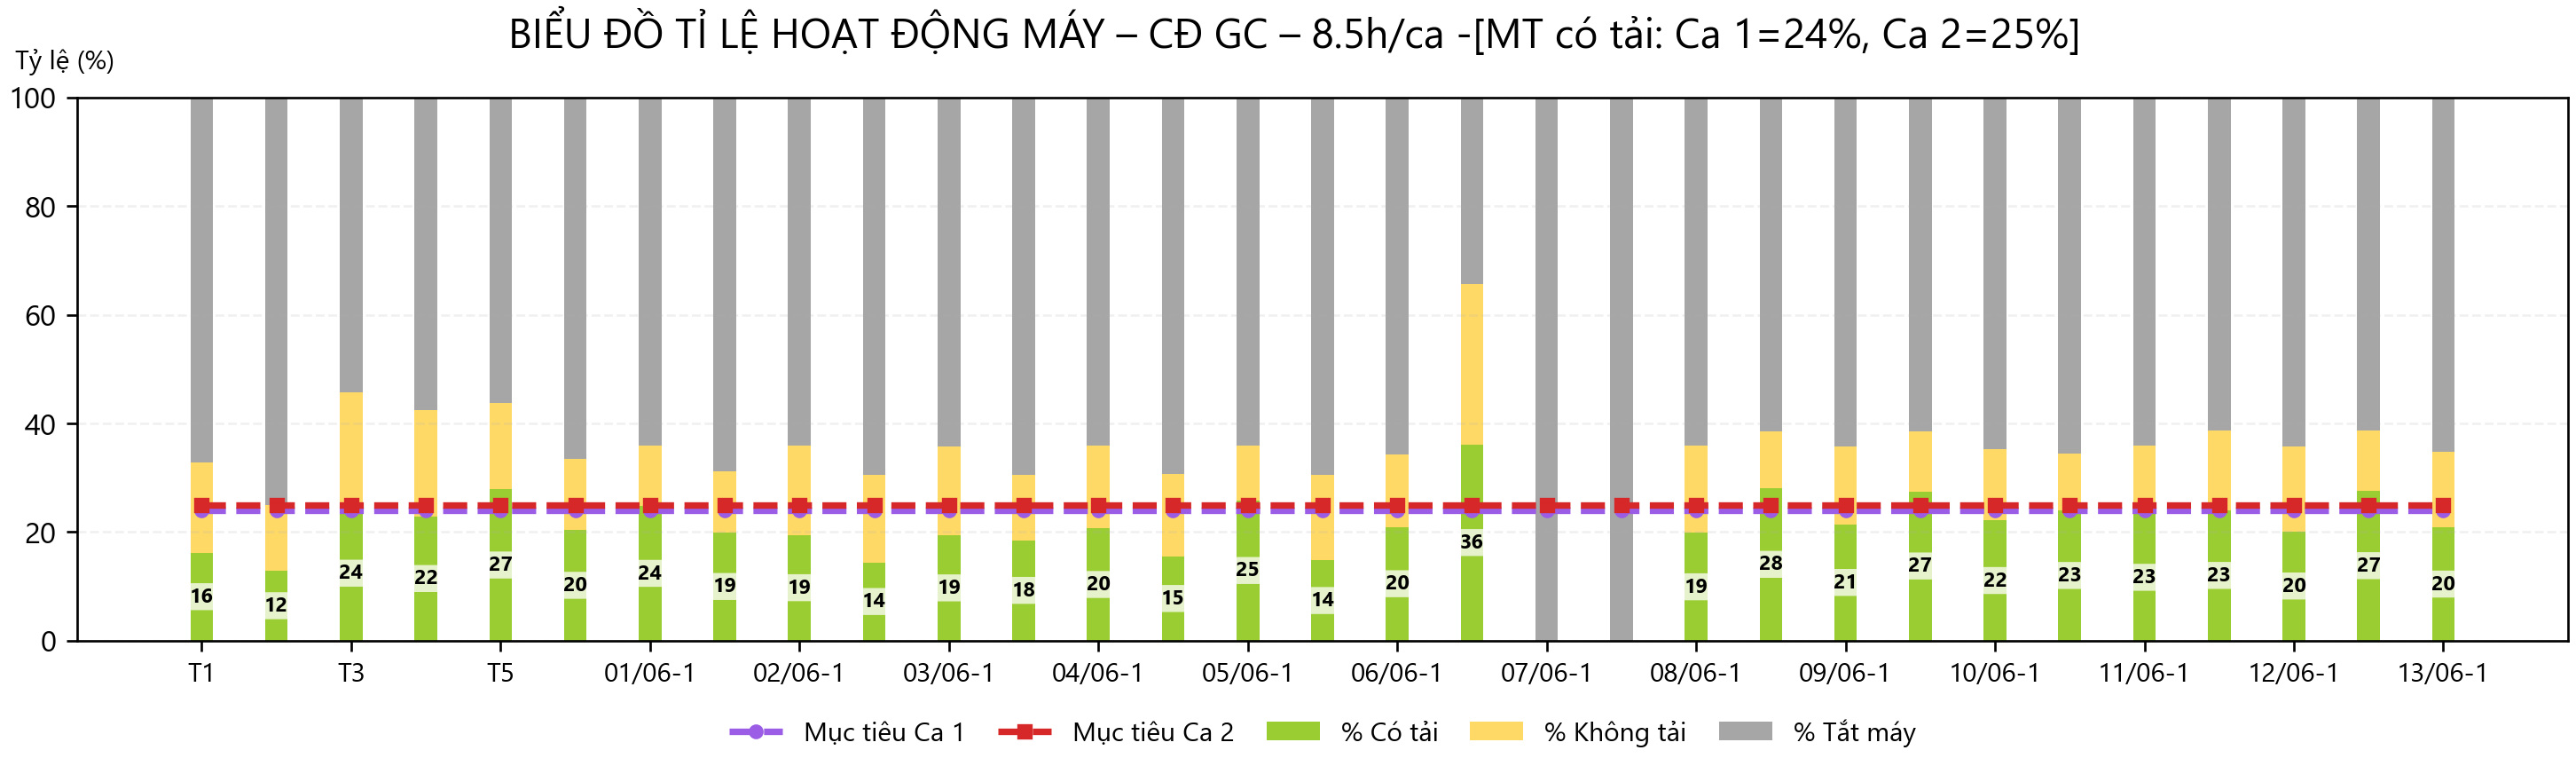 BIỂU ĐỒ TỈ LỆ HOẠT ĐỘNG MÁY – CĐ GC – 8.5h/ca -[MT có tải: Ca 1=24%, Ca 2=25%]
Tỷ lệ (%)
100
80
60
40
20
0
16 12 24 22 27 20 24 19 19 14 19 18 20 15 25 14 20 36 19 28 21 27 22 23 23 23 20 27 20
T1 T3 T5 01/06-1 02/06-1 03/06-1 04/06-1 05/06-1 06/06-1 07/06-1 08/06-1 09/06-1 10/06-1 11/06-1 12/06-1 13/06-1
Mục tiêu Ca 1 Mục tiêu Ca 2 % Có tải % Không tải % Tắt máy